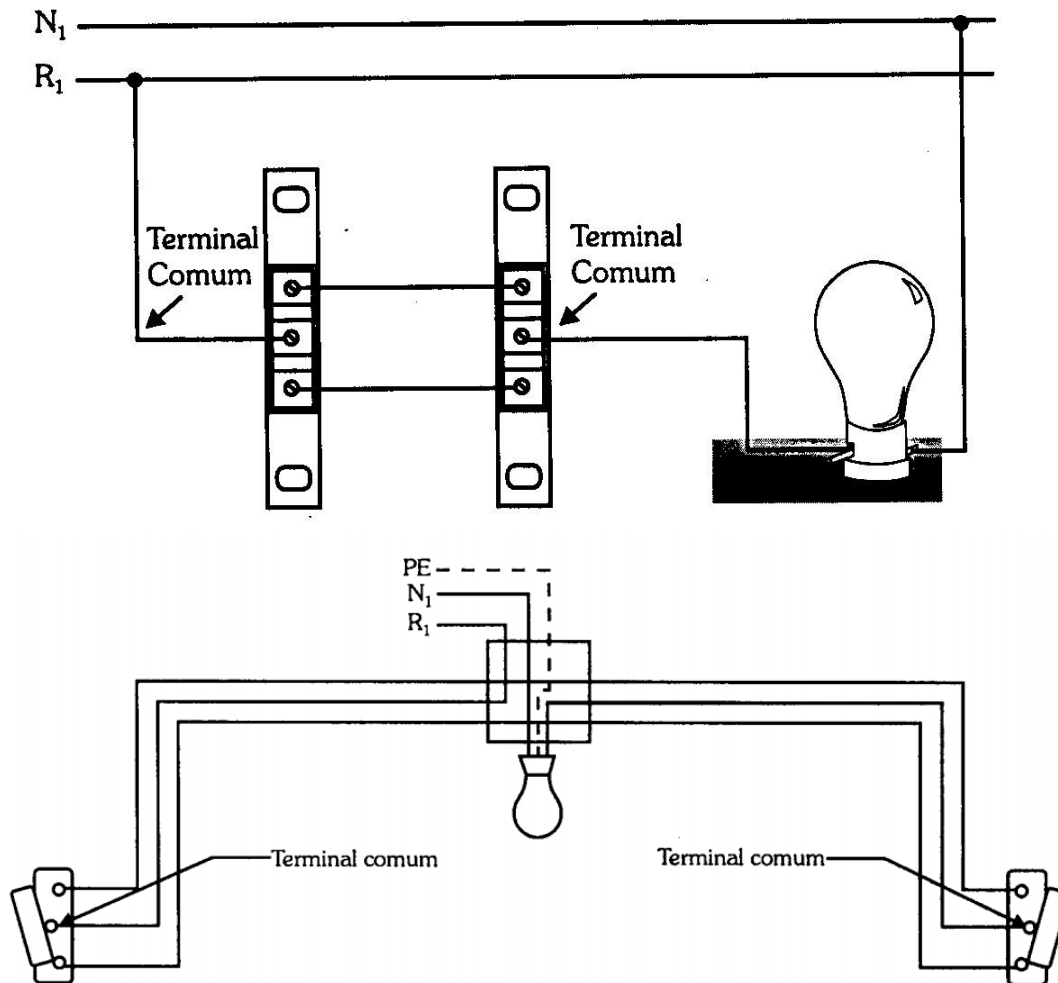 N₁
R₁
Terminal
Comum
Terminal
Comum
PE
N₁
R₁
Terminal comum
Terminal comum